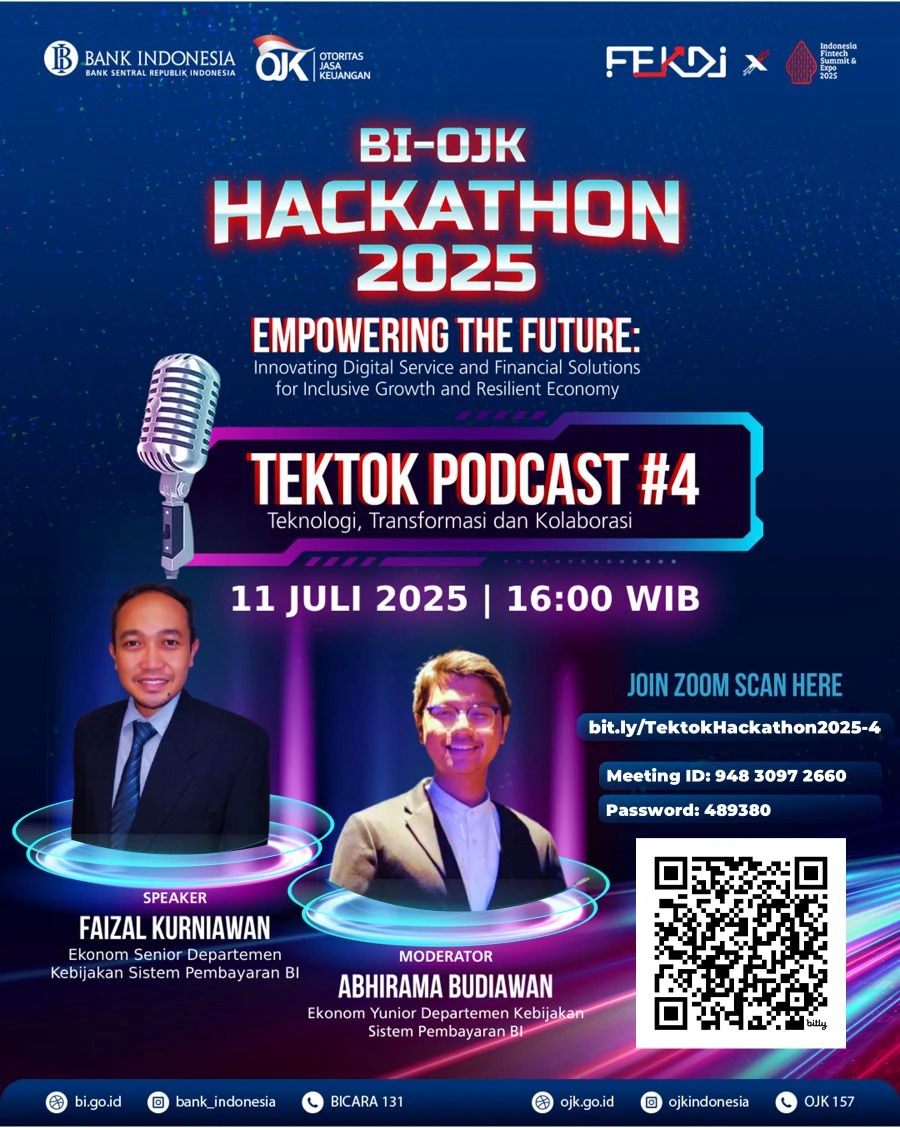 BANK INDONESIA
BANK SENTRAL REPUBLIK INDONESIA
OJK
OTORITAS
JASA
KEUANGAN
FEKDi
X
Indonesia
Fintech
Summit &
Expo
2025
BI-OJK
HACKATHON
2025
EMPOWERING THE FUTURE:
Innovating Digital Service and Financial Solutions
for Inclusive Growth and Resilient Economy
TEKTOK PODCAST #4
Teknologi, Transformasi dan Kolaborasi
11 JULI 2025 | 16:00 WIB
JOIN ZOOM SCAN HERE
bit.ly/TektokHackathon2025-4
Meeting ID: 948 3097 2660
Password: 489380
bitly
SPEAKER
FAIZAL KURNIAWAN
Ekonom Senior Departemen
Kebijakan Sistem Pembayaran BI
MODERATOR
ABHIRAMA BUDIAWAN
Ekonom Yunior Departemen Kebijakan
Sistem Pembayaran BI
bi.go.id
bank_indonesia
BICARA 131
ojk.go.id
ojkindonesia
OJK 157